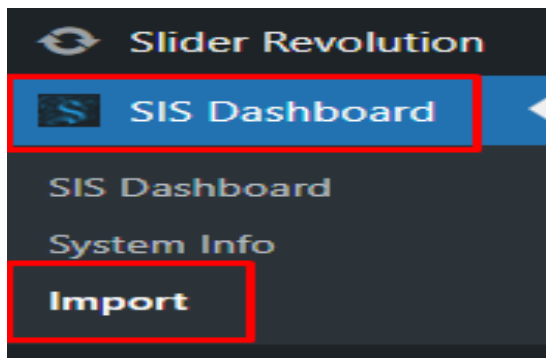 Slider Revolution
SIS Dashboard
SIS Dashboard
System Info
Import